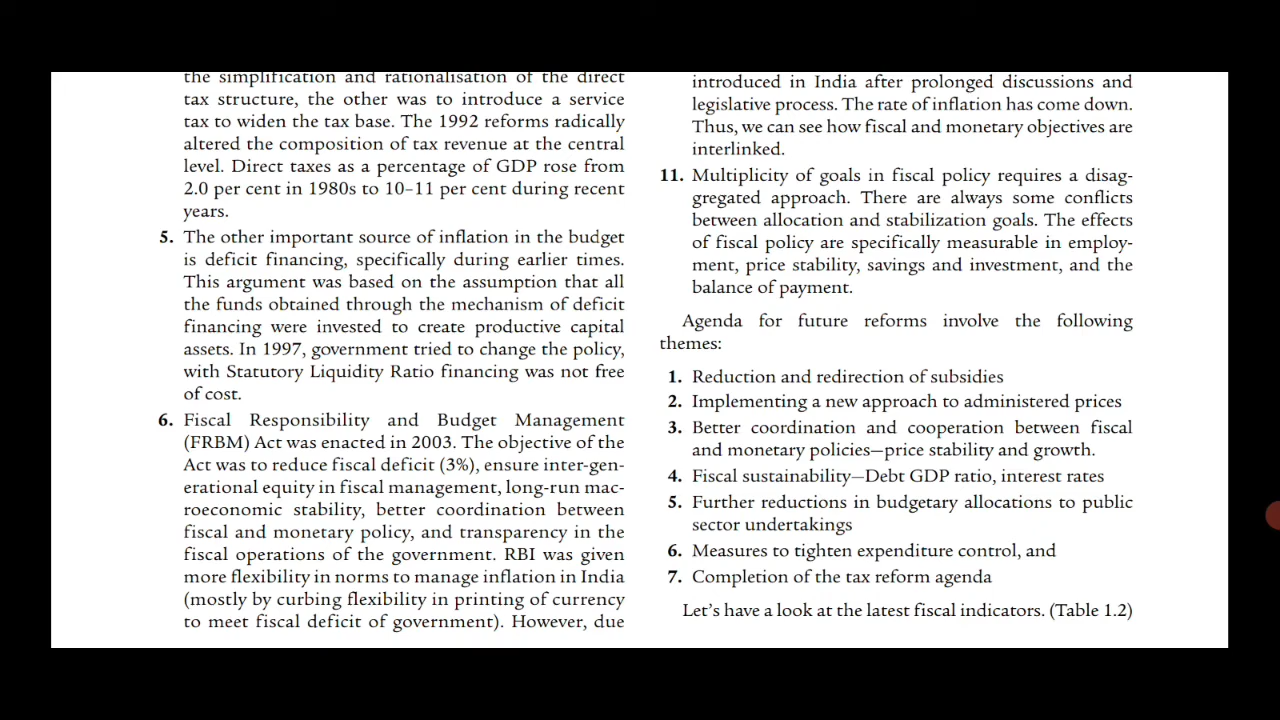 the simplification and rationalisation of the direct
tax structure, the other was to introduce a service
tax to widen the tax base. The 1992 reforms radically
altered the composition of tax revenue at the central
level. Direct taxes as a percentage of GDP rose from
2.0 per cent in 1980s to 10–11 per cent during recent
years.
5. The other important source of inflation in the budget
is deficit financing, specifically during earlier times.
This argument was based on the assumption that all
the funds obtained through the mechanism of deficit
financing were invested to create productive capital
assets. In 1997, government tried to change the policy,
with Statutory Liquidity Ratio financing was not free
of cost.
6. Fiscal Responsibility and Budget Management
(FRBM) Act was enacted in 2003. The objective of the
Act was to reduce fiscal deficit (3%), ensure inter-gen-
erational equity in fiscal management, long-run mac-
roeconomic stability, better coordination between
fiscal and monetary policy, and transparency in the
fiscal operations of the government. RBI was given
more flexibility in norms to manage inflation in India
(mostly by curbing flexibility in printing of currency
to meet fiscal deficit of government). However, due
introduced in India after prolonged discussions and
legislative process. The rate of inflation has come down.
Thus, we can see how fiscal and monetary objectives are
interlinked.
11. Multiplicity of goals in fiscal policy requires a disag-
gregated approach. There are always some conflicts
between allocation and stabilization goals. The effects
of fiscal policy are specifically measurable in employ-
ment, price stability, savings and investment, and the
balance of payment.
Agenda for future reforms involve the following
themes:
1. Reduction and redirection of subsidies
2. Implementing a new approach to administered prices
3. Better coordination and cooperation between fiscal
and monetary policies—price stability and growth.
4. Fiscal sustainability—Debt GDP ratio, interest rates
5. Further reductions in budgetary allocations to public
sector undertakings
6. Measures to tighten expenditure control, and
7. Completion of the tax reform agenda
Let's have a look at the latest fiscal indicators. (Table 1.2)